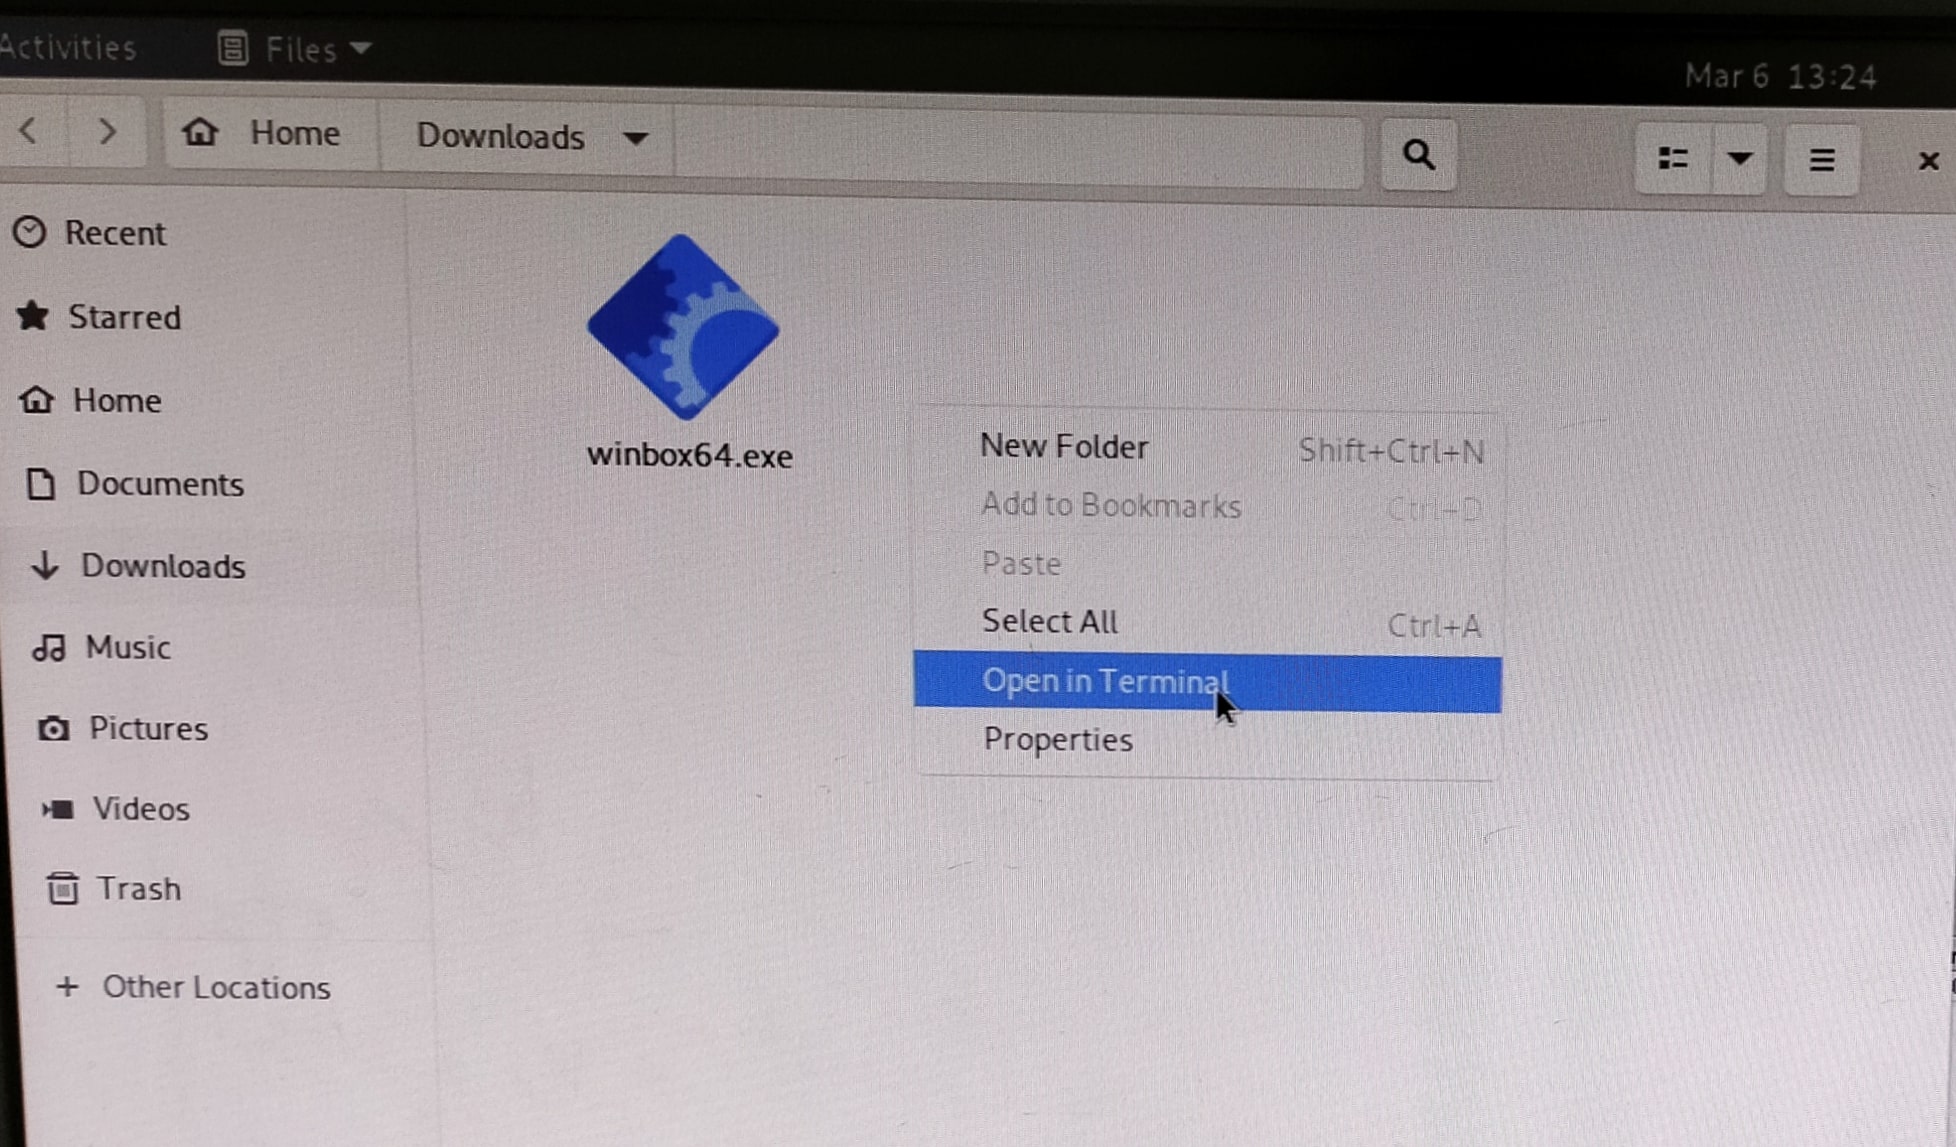 Activities Files Mar 6 13:24
Home Downloads
Recent
Starred
Home
Documents
Downloads
Music
Pictures
Videos
Trash
Other Locations
winbox64.exe
New Folder Shift+Ctrl+N
Add to Bookmarks Ctrl+D
Paste
Select All Ctrl+A
Open in Terminal
Properties